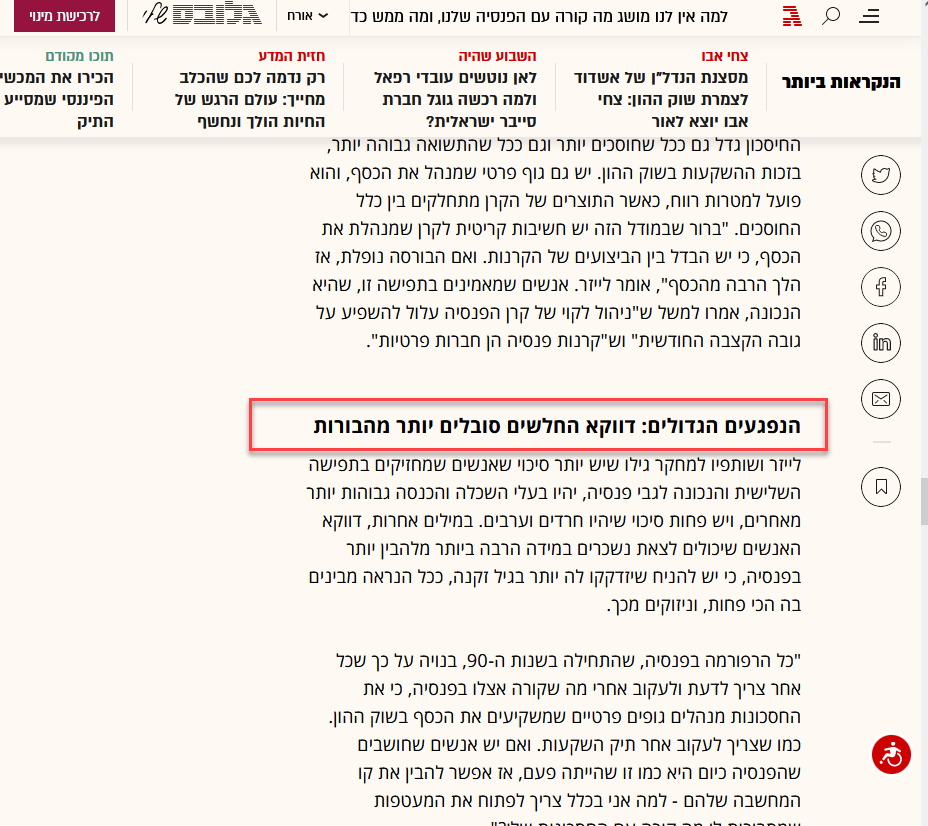 למה אין לנו מושג מה קורה עם הפנסיה שלנו, ומה ממש כד
אורח
גלובס שלי
לרכישת מינוי
הנקראות ביותר
צחי אבו
מסצנת הנדל"ן של אשדוד
לצמרת שוק ההון: צחי
אבו יוצא לאור
השבוע שהיה
לאן נוטשים עובדי רפאל
ולמה רכשה גוגל חברת
סייבר ישראלית?
חזית המדע
רק נדמה לכם שהכלב
מחייך: עולם הרגש של
החיות הולך ונחשף
תוכו מקודם
הכירו את המכשי
הפיננסי שמסייע
התיק
החיסכון גדל גם ככל שחוסכים יותר וגם ככל שהתשואה גבוהה יותר,
בזכות ההשקעות בשוק ההון. יש גם גוף פרטי שמנהל את הכסף, והוא
פועל למטרות רווח, כאשר התוצרים של הקרן מתחלקים בין כלל
החוסכים. "ברור שבמודל הזה יש חשיבות קריטית לקרן שמנהלת את
הכסף, כי יש הבדל בין הביצועים של הקרנות. ואם הבורסה נופלת, אז
הלך הרבה מהכסף", אומר לייזר. אנשים שמאמינים בתפישה זו, שהיא
הנכונה, אמרו למשל ש"ניהול לקוי של קרן הפנסיה עלול להשפיע על
גובה הקצבה החודשית" וש"קרנות פנסיה הן חברות פרטיות".
הנפגעים הגדולים: דווקא החלשים סובלים יותר מהבורות
לייזר ושותפיו למחקר גילו שיש יותר סיכוי שאנשים שמחזיקים בתפישה
השלישית והנכונה לגבי פנסיה, יהיו בעלי השכלה והכנסה גבוהות יותר
מאחרים, ויש פחות סיכוי שיהיו חרדים וערבים. במילים אחרות, דווקא
האנשים שיכולים לצאת נשכרים במידה הרבה ביותר מלהבין יותר
בפנסיה, כי יש להניח שיזדקקו לה יותר בגיל זקנה, ככל הנראה מבינים
בה הכי פחות, וניזוקים מכך.
"כל הרפורמה בפנסיה, שהתחילה בשנות ה-90, בנויה על כך שכל
אחר צריך לדעת ולעקוב אחרי מה שקורה אצלו בפנסיה, כי את
החסכונות מנהלים גופים פרטיים שמשקיעים את הכסף בשוק ההון.
כמו שצריך לעקוב אחר תיק השקעות. ואם יש אנשים שחושבים
שהפנסיה כיום היא כמו זו שהייתה פעם, אז אפשר להבין את קו
המחשבה שלהם - למה אני בכלל צריך לפתוח את המעטפות